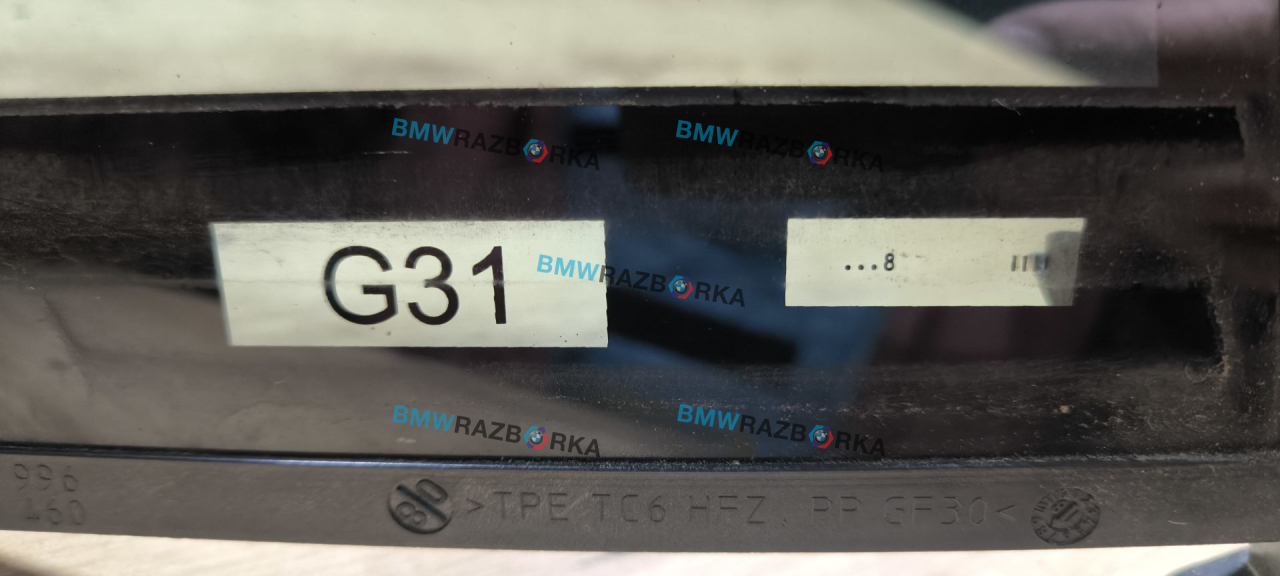 BMWRAZBORKA BMWRAZBORKA
G31
BMWRAZBORKA
...8
BMWRAZBORKA BMWRAZBORKA
996
460
>TPE TC6 HFZ, PP GF30<